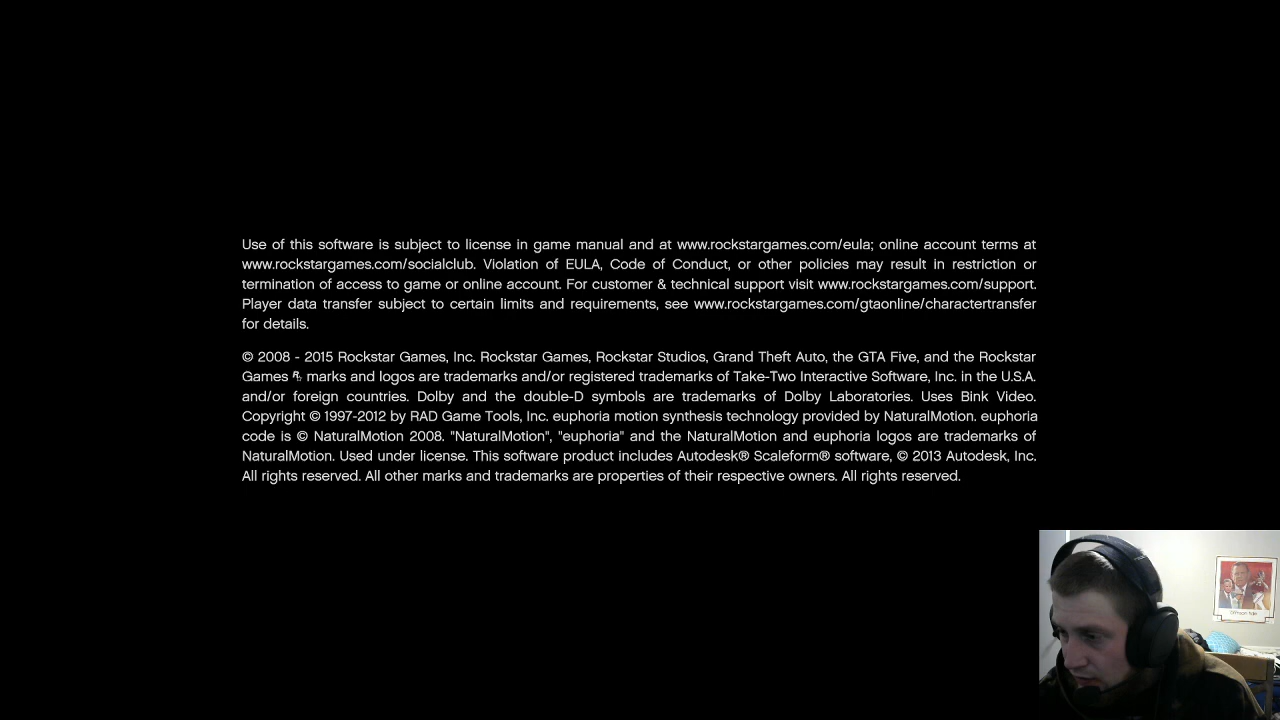 Use of this software is subject to license in game manual and at www.rockstargames.com/eula; online account terms at
www.rockstargames.com/socialclub. Violation of EULA, Code of Conduct, or other policies may result in restriction or
termination of access to game or online account. For customer & technical support visit www.rockstargames.com/support.
Player data transfer subject to certain limits and requirements, see www.rockstargames.com/gtaonline/charactertransfer
for details.
© 2008 - 2015 Rockstar Games, Inc. Rockstar Games, Rockstar Studios, Grand Theft Auto, the GTA Five, and the Rockstar
Games R* marks and logos are trademarks and/or registered trademarks of Take-Two Interactive Software, Inc. in the U.S.A.
and/or foreign countries. Dolby and the double-D symbols are trademarks of Dolby Laboratories. Uses Bink Video.
Copyright © 1997-2012 by RAD Game Tools, Inc. euphoria motion synthesis technology provided by NaturalMotion. euphoria
code is © NaturalMotion 2008. "NaturalMotion", "euphoria" and the NaturalMotion and euphoria logos are trademarks of
NaturalMotion. Used under license. This software product includes Autodesk® Scaleform® software, © 2013 Autodesk, Inc.
All rights reserved. All other marks and trademarks are properties of their respective owners. All rights reserved.